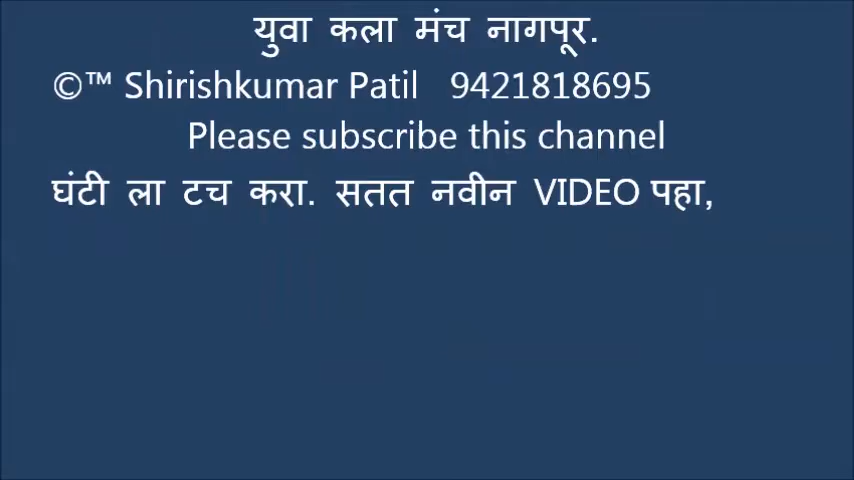 युवा कला मंच नागपूर.
©™ Shirishkumar Patil 9421818695
Please subscribe this channel
घंटी ला टच करा. सतत नवीन VIDEO पहा,